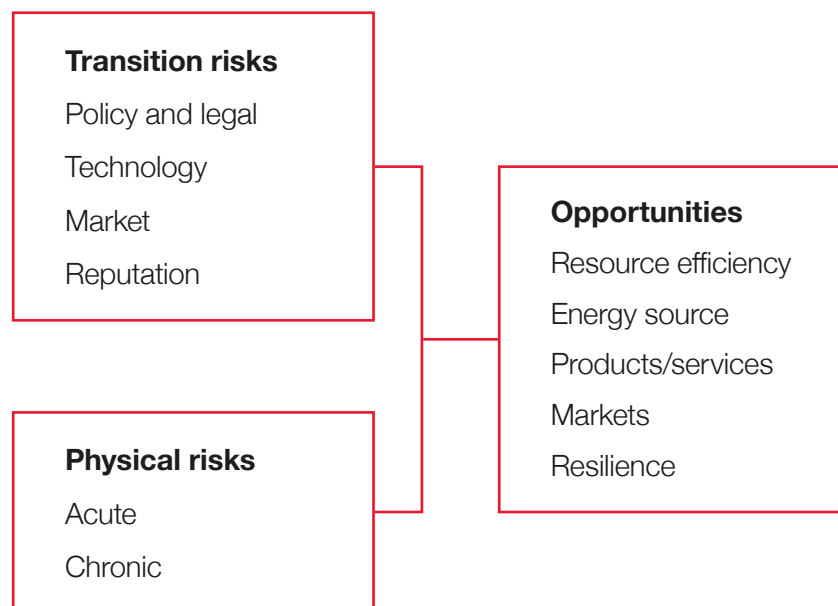 Transition risks
Policy and legal
Technology
Market
Reputation
Physical risks
Acute
Chronic
Opportunities
Resource efficiency
Energy source
Products/services
Markets
Resilience